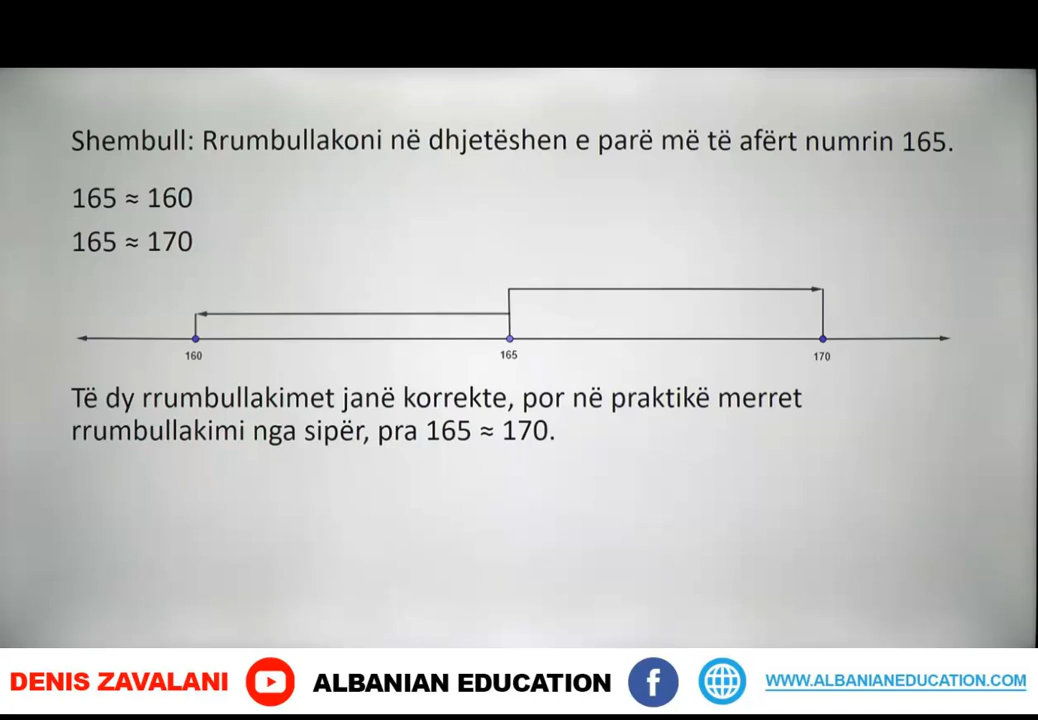 Shembull: Rrumbullakoni në dhjetëshen e parë më të afërt numrin 165.
165 ≈ 160
165 ≈ 170
160 165 170
Të dy rrumbullakimet janë korrekte, por në praktikë merret
rrumbullakimi nga sipër, pra 165 ≈ 170.
DENIS ZAVALANI ALBANIAN EDUCATION f WWW.ALBANIANEDUCATION.COM